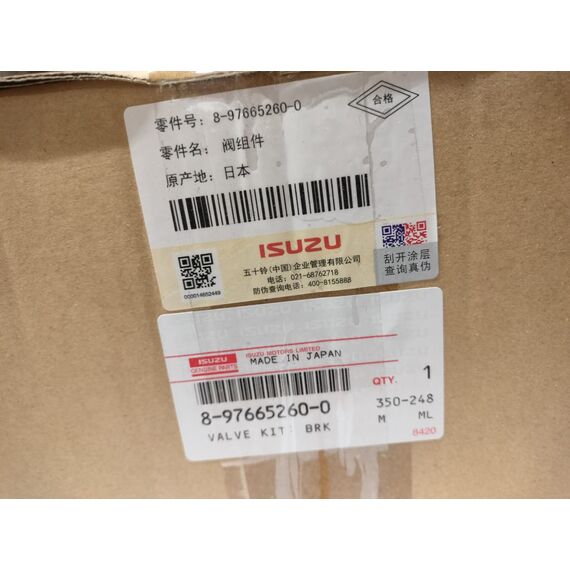 零件号: 8-97665260-0
合格
零件名: 阀组件
原产地: 日本
ISUZU
五十铃(中国)企业管理有限公司
电话: 021-68762718
防伪查询电话: 400-8155888
刮开涂层
查询真伪
000014652449
ISUZU
GENUINE PARTS
ISUZU MOTORS LIMITED
MADE IN JAPAN
QTY. 1
8-97665260-0
350-248
VALVE KIT: BRK
M ML
8420